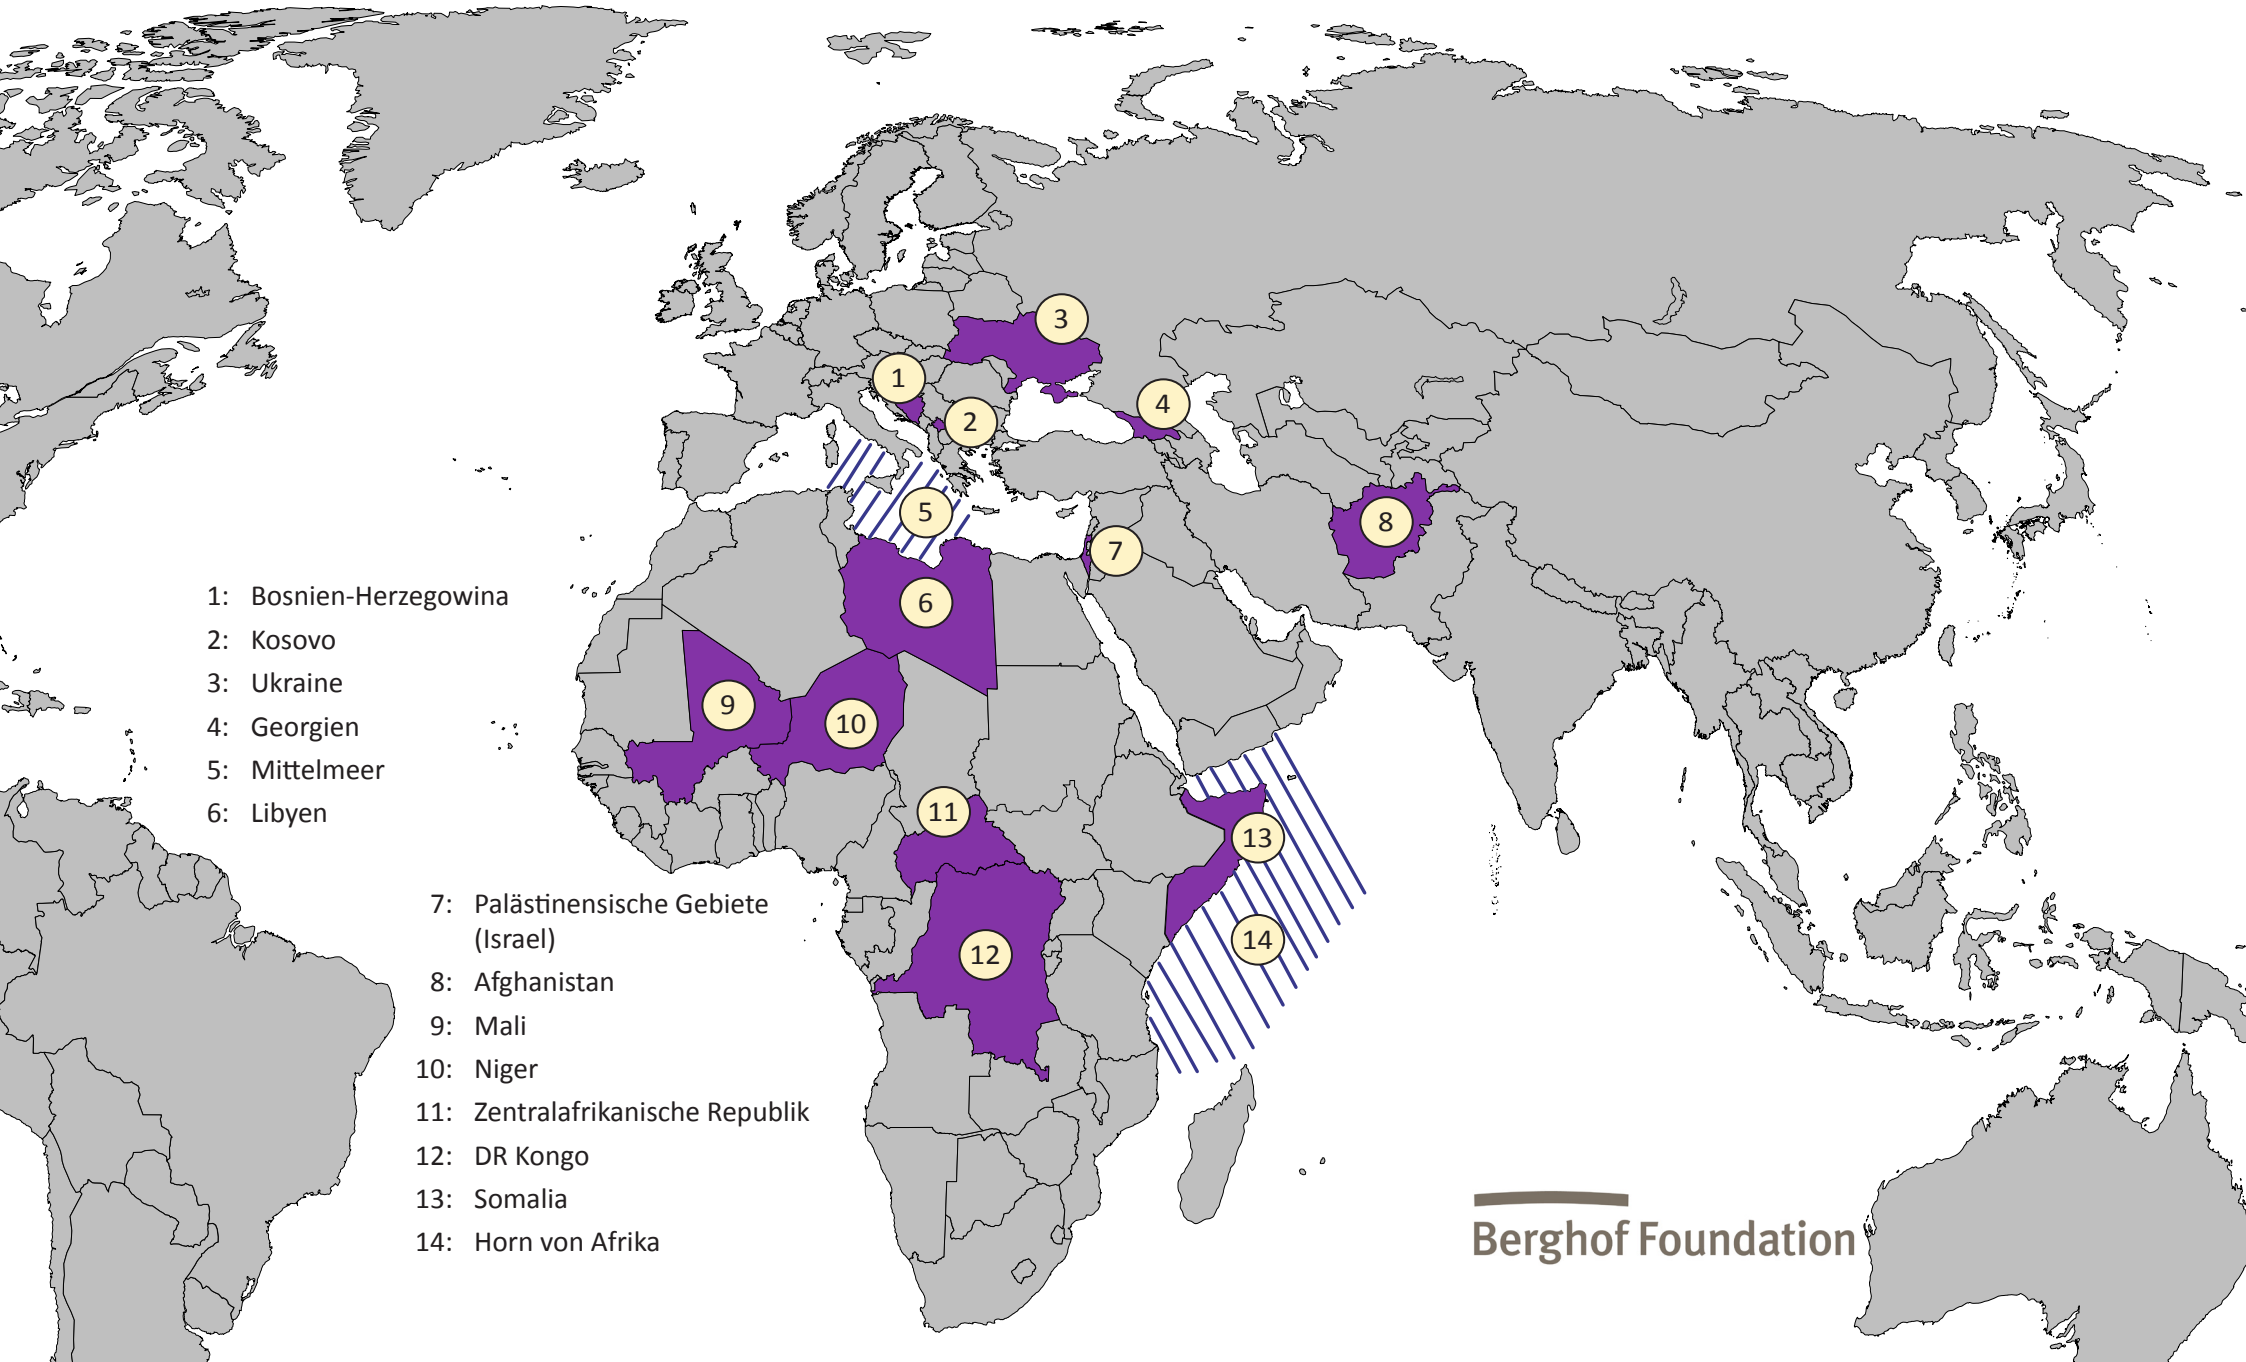 3
1
4
2
5
8
7
6
9
10
11
13
14
12
1: Bosnien-Herzegowina
2: Kosovo
3: Ukraine
4: Georgien
5: Mittelmeer
6: Libyen
7: Palästinensische Gebiete
(Israel)
8: Afghanistan
9: Mali
10: Niger
11: Zentralafrikanische Republik
12: DR Kongo
13: Somalia
14: Horn von Afrika
Berghof Foundation